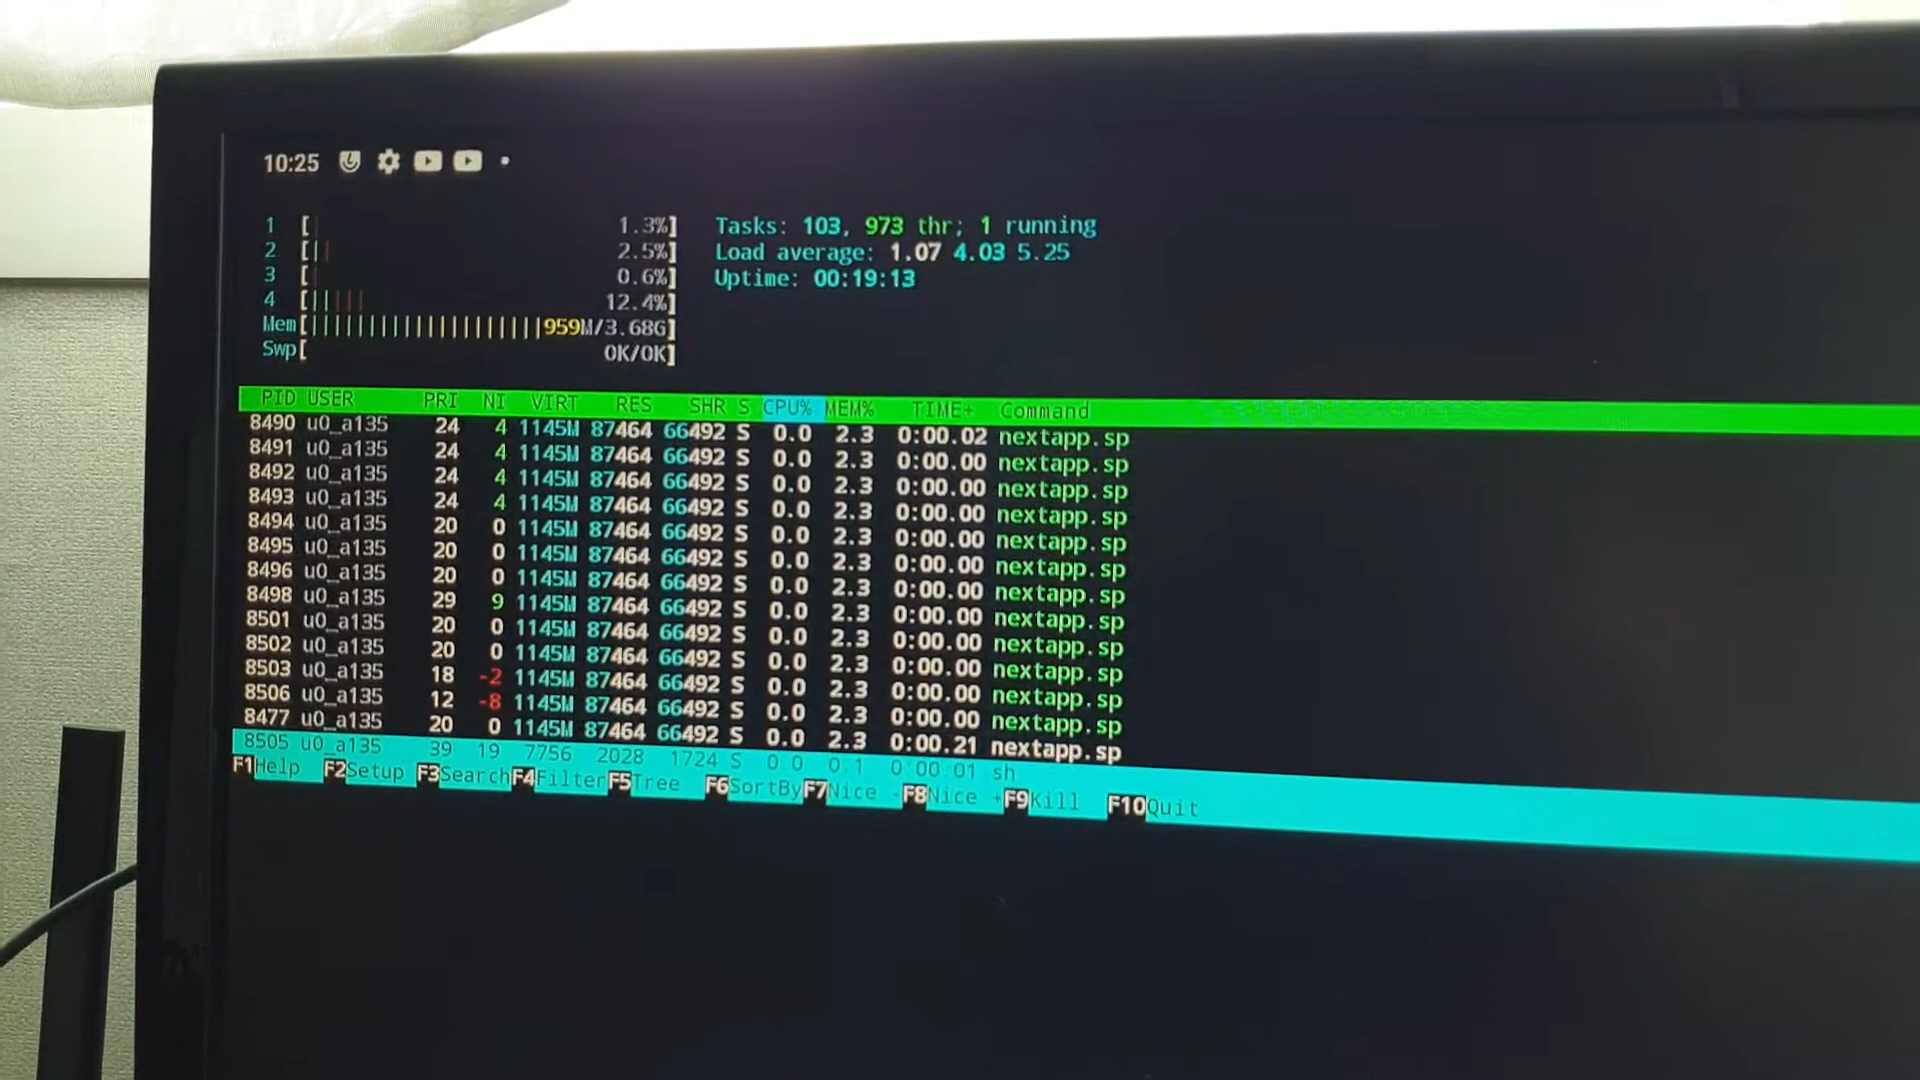 10:25
1 [ 1.3%] Tasks: 103, 973 thr; 1 running
2 [|| 2.5%] Load average: 1.07 4.03 5.25
3 [ 0.6%] Uptime: 00:19:13
4 [||||| 12.4%]
Mem[||||||||||||||||||||959M/3.68G]
Swp[ 0K/0K]
PID USER PRI NI VIRT RES SHR S CPU% MEM% TIME+ Command
8490 u0_a135 24 4 1145M 87464 66492 S 0.0 2.3 0:00.02 nextapp.sp
8491 u0_a135 24 4 1145M 87464 66492 S 0.0 2.3 0:00.00 nextapp.sp
8492 u0_a135 24 4 1145M 87464 66492 S 0.0 2.3 0:00.00 nextapp.sp
8493 u0_a135 24 4 1145M 87464 66492 S 0.0 2.3 0:00.00 nextapp.sp
8494 u0_a135 20 0 1145M 87464 66492 S 0.0 2.3 0:00.00 nextapp.sp
8495 u0_a135 20 0 1145M 87464 66492 S 0.0 2.3 0:00.00 nextapp.sp
8496 u0_a135 20 0 1145M 87464 66492 S 0.0 2.3 0:00.00 nextapp.sp
8498 u0_a135 29 9 1145M 87464 66492 S 0.0 2.3 0:00.00 nextapp.sp
8501 u0_a135 20 0 1145M 87464 66492 S 0.0 2.3 0:00.00 nextapp.sp
8502 u0_a135 20 0 1145M 87464 66492 S 0.0 2.3 0:00.00 nextapp.sp
8503 u0_a135 18 -2 1145M 87464 66492 S 0.0 2.3 0:00.00 nextapp.sp
8506 u0_a135 12 -8 1145M 87464 66492 S 0.0 2.3 0:00.00 nextapp.sp
8477 u0_a135 20 0 1145M 87464 66492 S 0.0 2.3 0:00.21 nextapp.sp
8505 u0_a135 39 19 7756 2028 1724 S 0.0 0.1 0:00.01 sh
F1Help F2Setup F3SearchF4FilterF5Tree F6SortByF7Nice -F8Nice +F9Kill F10Quit